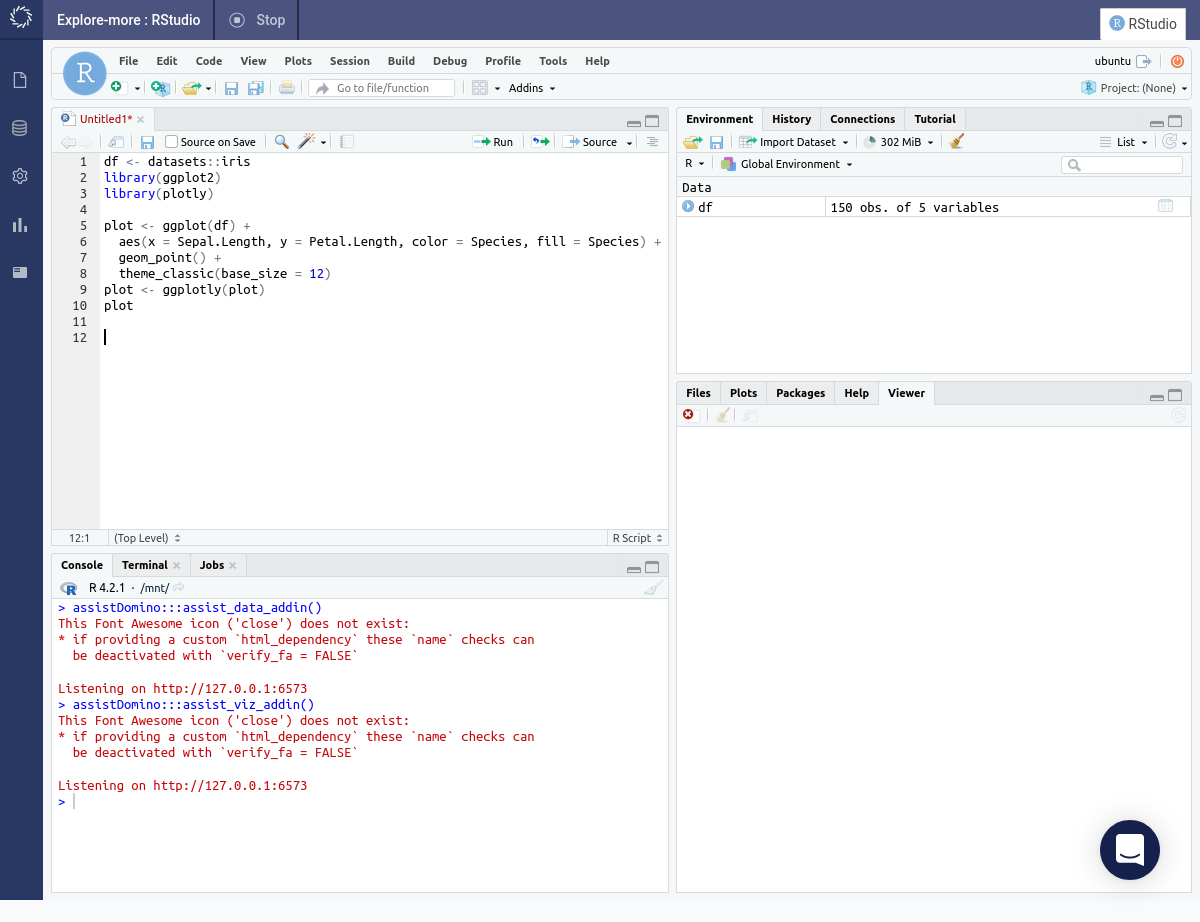 Explore-more : RStudio
Stop
R RStudio
R
File Edit Code View Plots Session Build Debug Profile Tools Help
ubuntu
Go to file/function
Addins
Project: (None)
Untitled1*
Source on Save
Run
Source
1 df <- datasets::iris
2 library(ggplot2)
3 library(plotly)
4
5 plot <- ggplot(df) +
6 aes(x = Sepal.Length, y = Petal.Length, color = Species, fill = Species) +
7 geom_point() +
8 theme_classic(base_size = 12)
9 plot <- ggplotly(plot)
10 plot
11
12
12:1 (Top Level)
R Script
Console Terminal Jobs
R 4.2.1 · /mnt/
> assistDomino:::assist_data_addin()
This Font Awesome icon ('close') does not exist:
* if providing a custom `html_dependency` these `name` checks can
be deactivated with `verify_fa = FALSE`
Listening on http://127.0.0.1:6573
> assistDomino:::assist_viz_addin()
This Font Awesome icon ('close') does not exist:
* if providing a custom `html_dependency` these `name` checks can
be deactivated with `verify_fa = FALSE`
Listening on http://127.0.0.1:6573
>
Environment History Connections Tutorial
Import Dataset
302 MiB
List
R
Global Environment
Data
df 150 obs. of 5 variables
Files Plots Packages Help Viewer